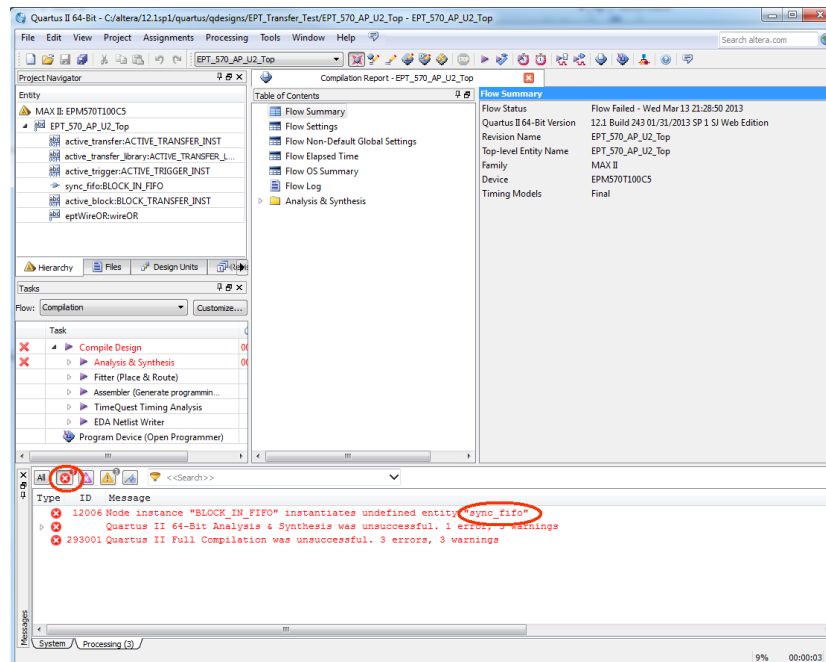 Quartus II 64-Bit - C:/altera/12.1sp1/quartus/qdesigns/EPT_Transfer_Test/EPT_570_AP_U2_Top - EPT_570_AP_U2_Top
File Edit View Project Assignments Processing Tools Window Help
Search altera.com
EPT_570_AP_U2_Top
Project Navigator
Entity
MAX II: EPM570T100C5
EPT_570_AP_U2_Top
active_transfer:ACTIVE_TRANSFER_INST
active_transfer_library:ACTIVE_TRANSFER_L...
active_trigger:ACTIVE_TRIGGER_INST
sync_fifo:BLOCK_IN_FIFO
active_block:BLOCK_TRANSFER_INST
eptWireOR:wireOR
Hierarchy Files Design Units
Tasks
Flow: Compilation Customize...
Task
Compile Design
Analysis & Synthesis
Fitter (Place & Route)
Assembler (Generate programmin...
TimeQuest Timing Analysis
EDA Netlist Writer
Program Device (Open Programmer)
Compilation Report - EPT_570_AP_U2_Top
Table of Contents
Flow Summary
Flow Settings
Flow Non-Default Global Settings
Flow Elapsed Time
Flow OS Summary
Flow Log
Analysis & Synthesis
Flow Summary
Flow Status Flow Failed - Wed Mar 13 21:28:50 2013
Quartus II 64-Bit Version 12.1 Build 243 01/31/2013 SP 1 SJ Web Edition
Revision Name EPT_570_AP_U2_Top
Top-level Entity Name EPT_570_AP_U2_Top
Family MAX II
Device EPM570T100C5
Timing Models Final
All <<Search>>
Type ID Message
12006 Node instance "BLOCK_IN_FIFO" instantiates undefined entity "sync_fifo"
Quartus II 64-Bit Analysis & Synthesis was unsuccessful. 1 error, 3 warnings
293001 Quartus II Full Compilation was unsuccessful. 3 errors, 3 warnings
Messages
System Processing (3)
9% 00:00:03